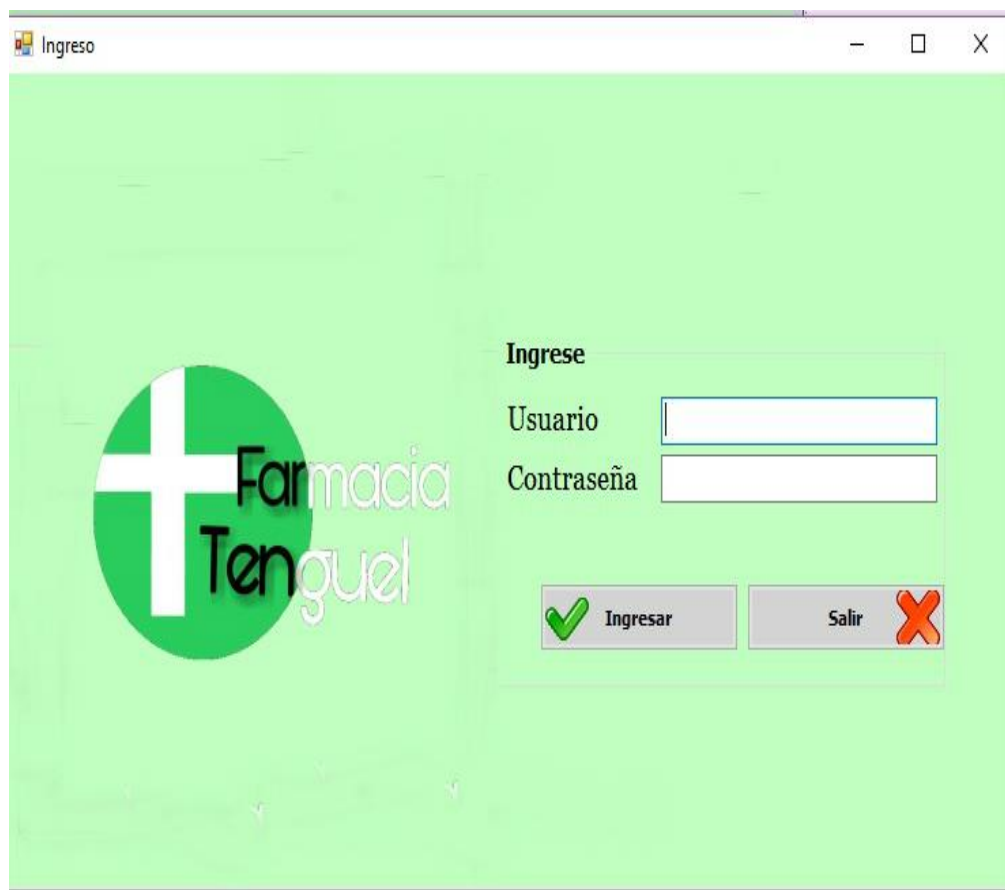 Ingreso
Farmacia
Tenguel
Ingrese
Usuario
Contraseña
Ingresar
Salir